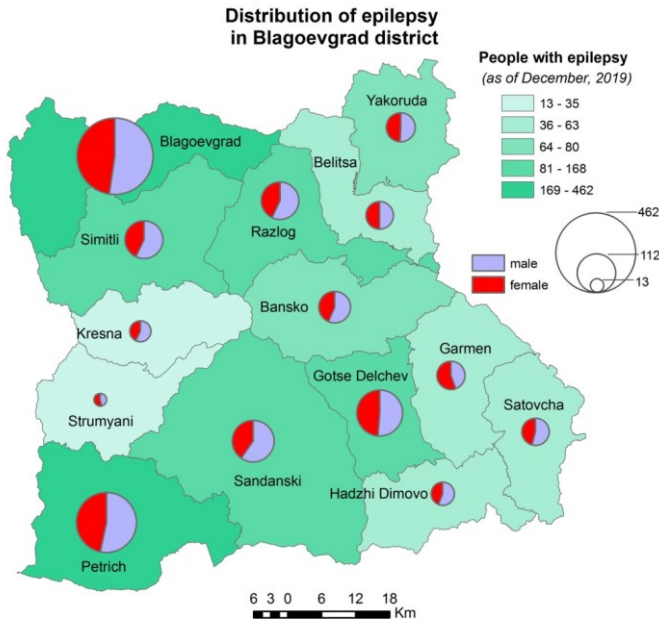 Distribution of epilepsy
in Blagoevgrad district
People with epilepsy
(as of December, 2019)
13 - 35
36 - 63
64 - 80
81 - 168
169 - 462
462
112
13
male
female
Yakoruda
Blagoevgrad
Belitsa
Simitli
Razlog
Bansko
Kresna
Garmen
Gotse Delchev
Satovcha
Strumyani
Sandanski
Hadzhi Dimovo
Petrich
6 3 0 6 12 18
Km